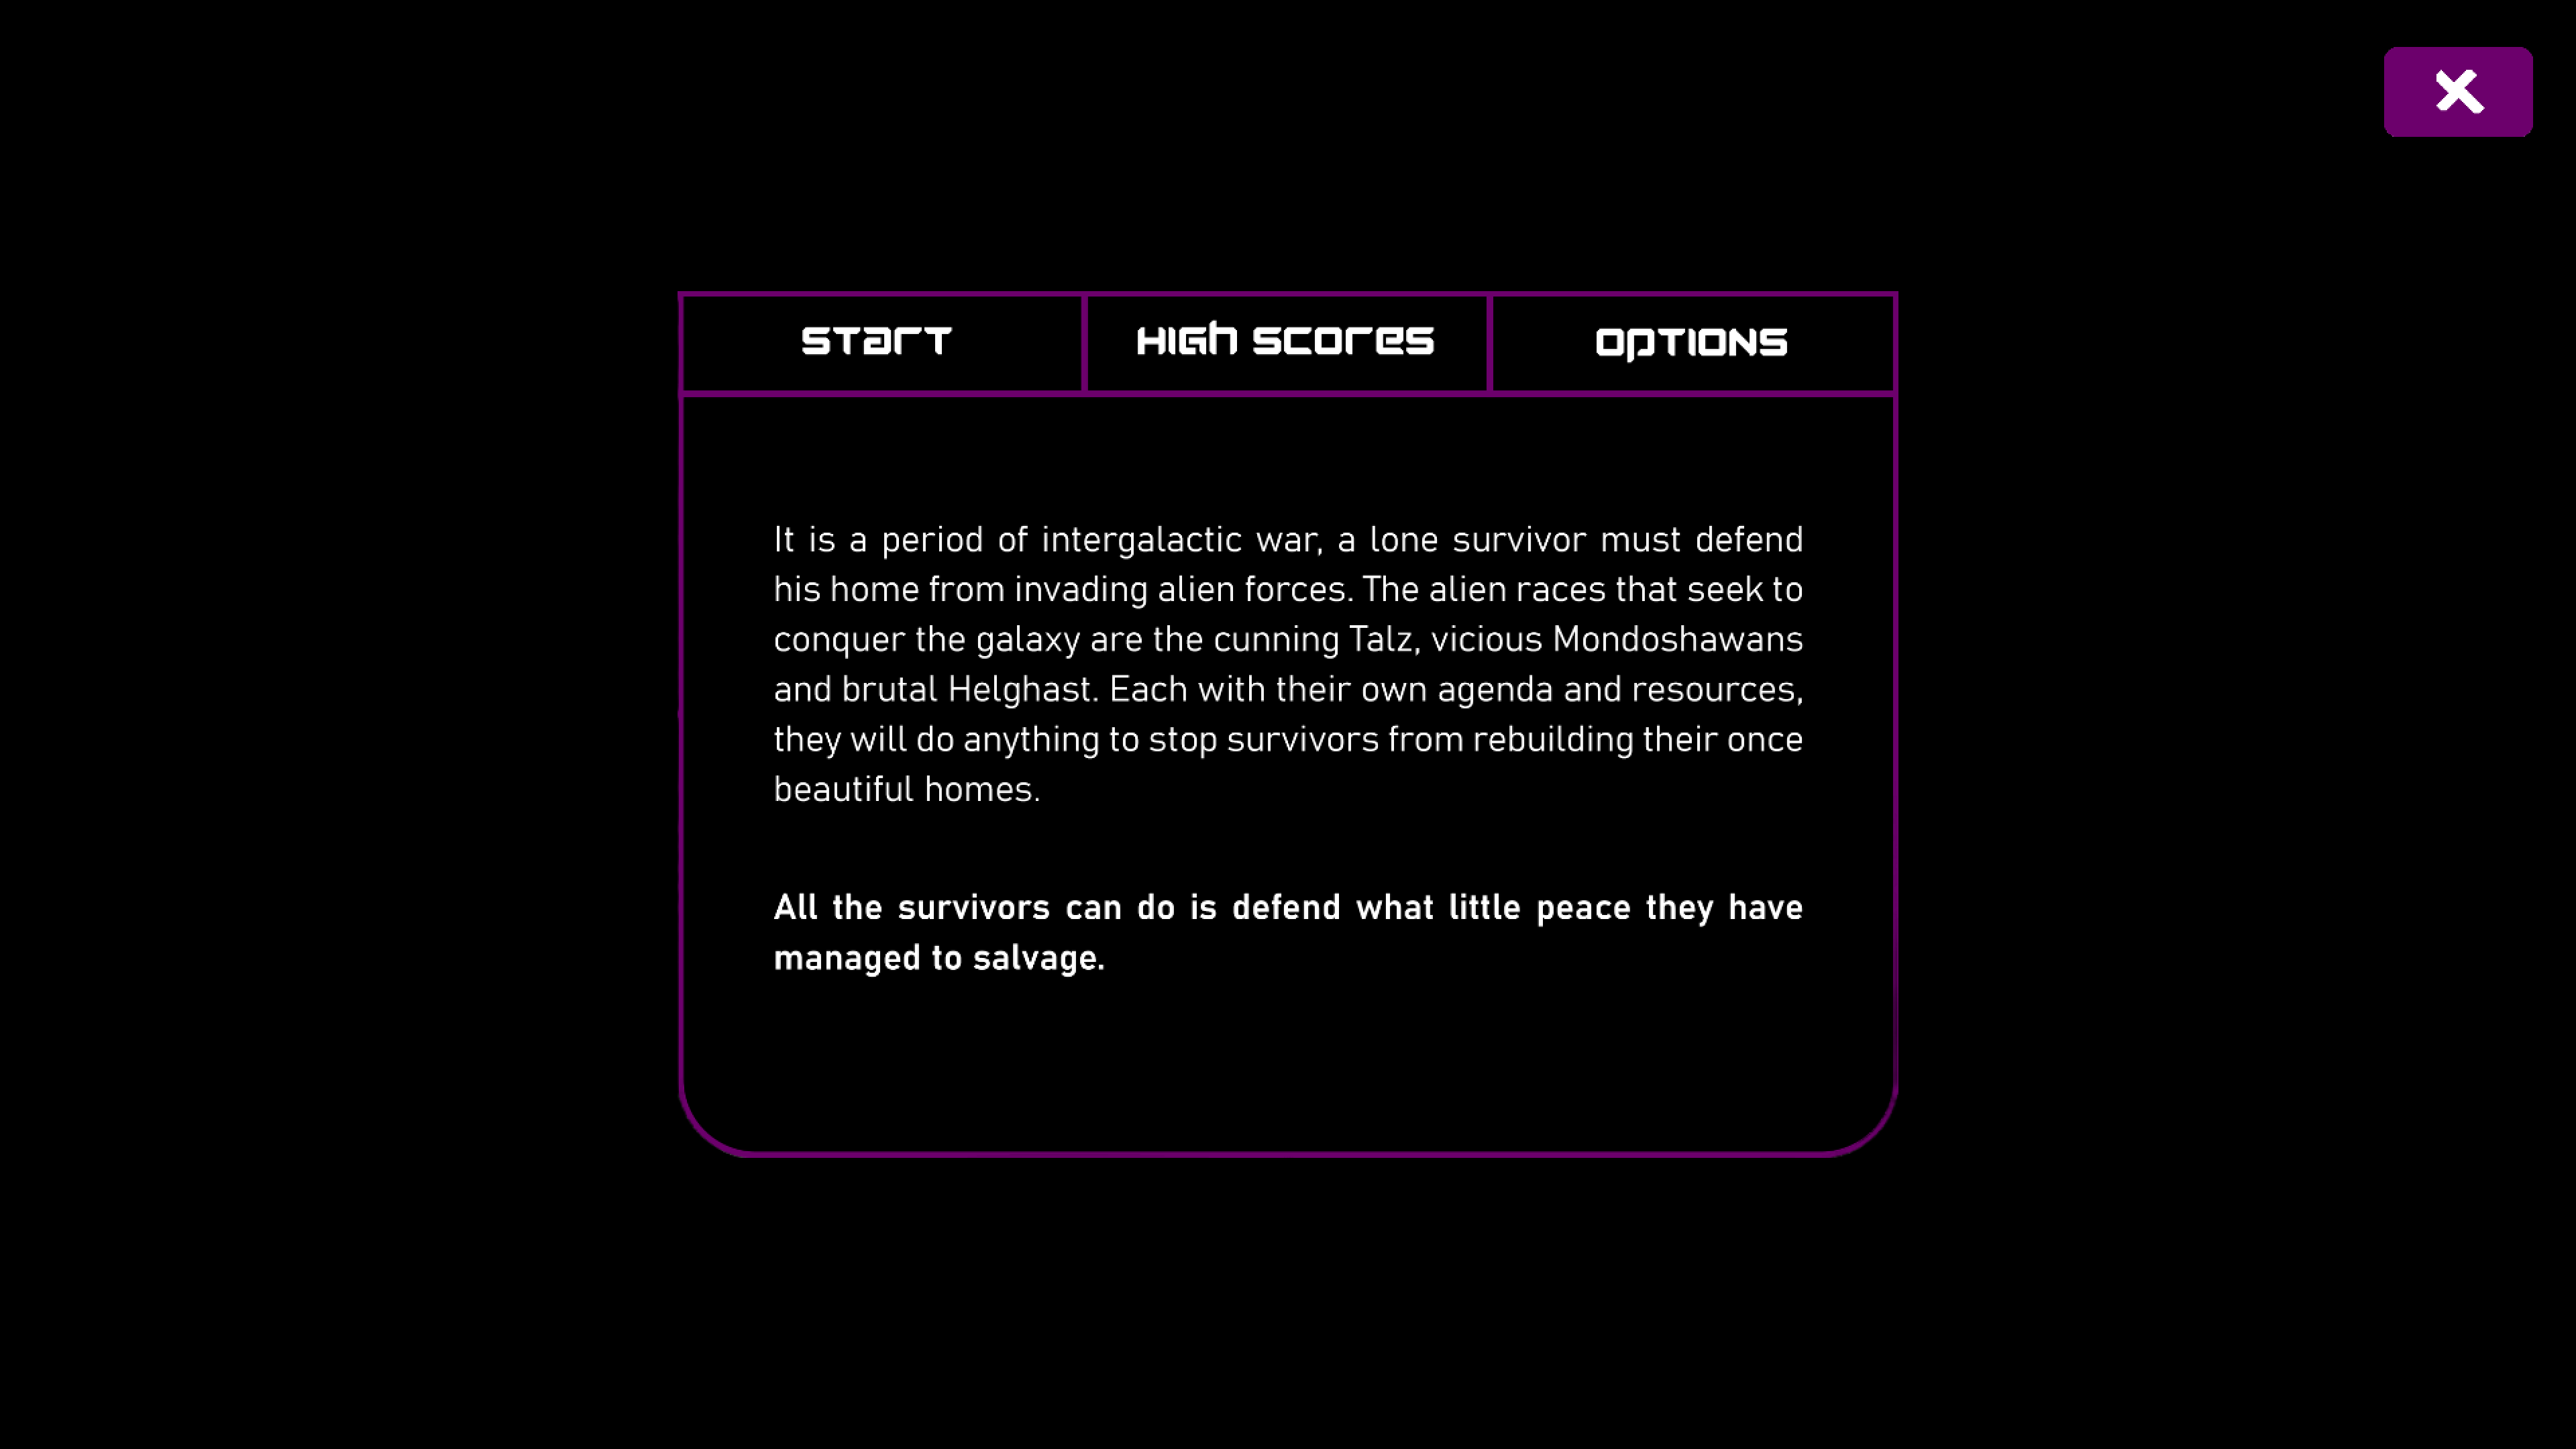 START
HIGH SCORES
OPTIONS
It is a period of intergalactic war, a lone survivor must defend
his home from invading alien forces. The alien races that seek to
conquer the galaxy are the cunning Talz, vicious Mondoshawans
and brutal Helghast. Each with their own agenda and resources,
they will do anything to stop survivors from rebuilding their once
beautiful homes.
All the survivors can do is defend what little peace they have
managed to salvage.